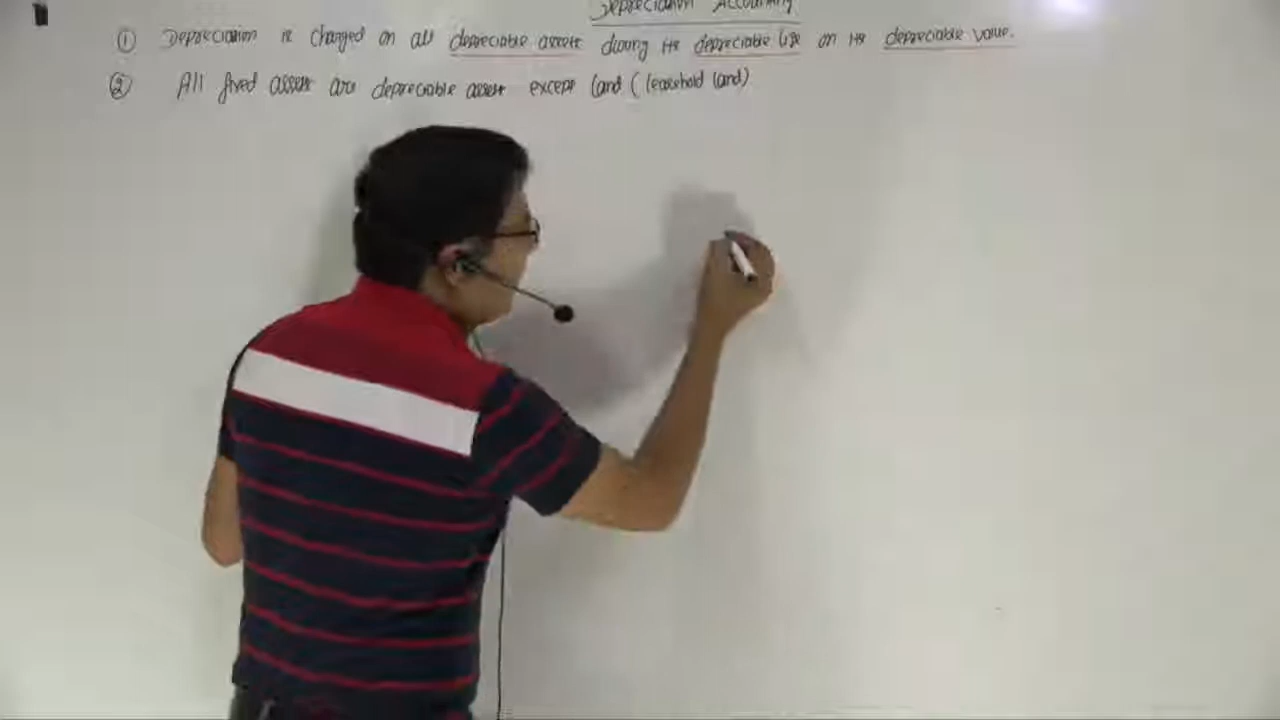 Depreciation Accounting
① Depreciation is charged on all depreciable assets during the depreciable life on the depreciable value.
② All fixed assets are depreciable assets except land (leasehold land)